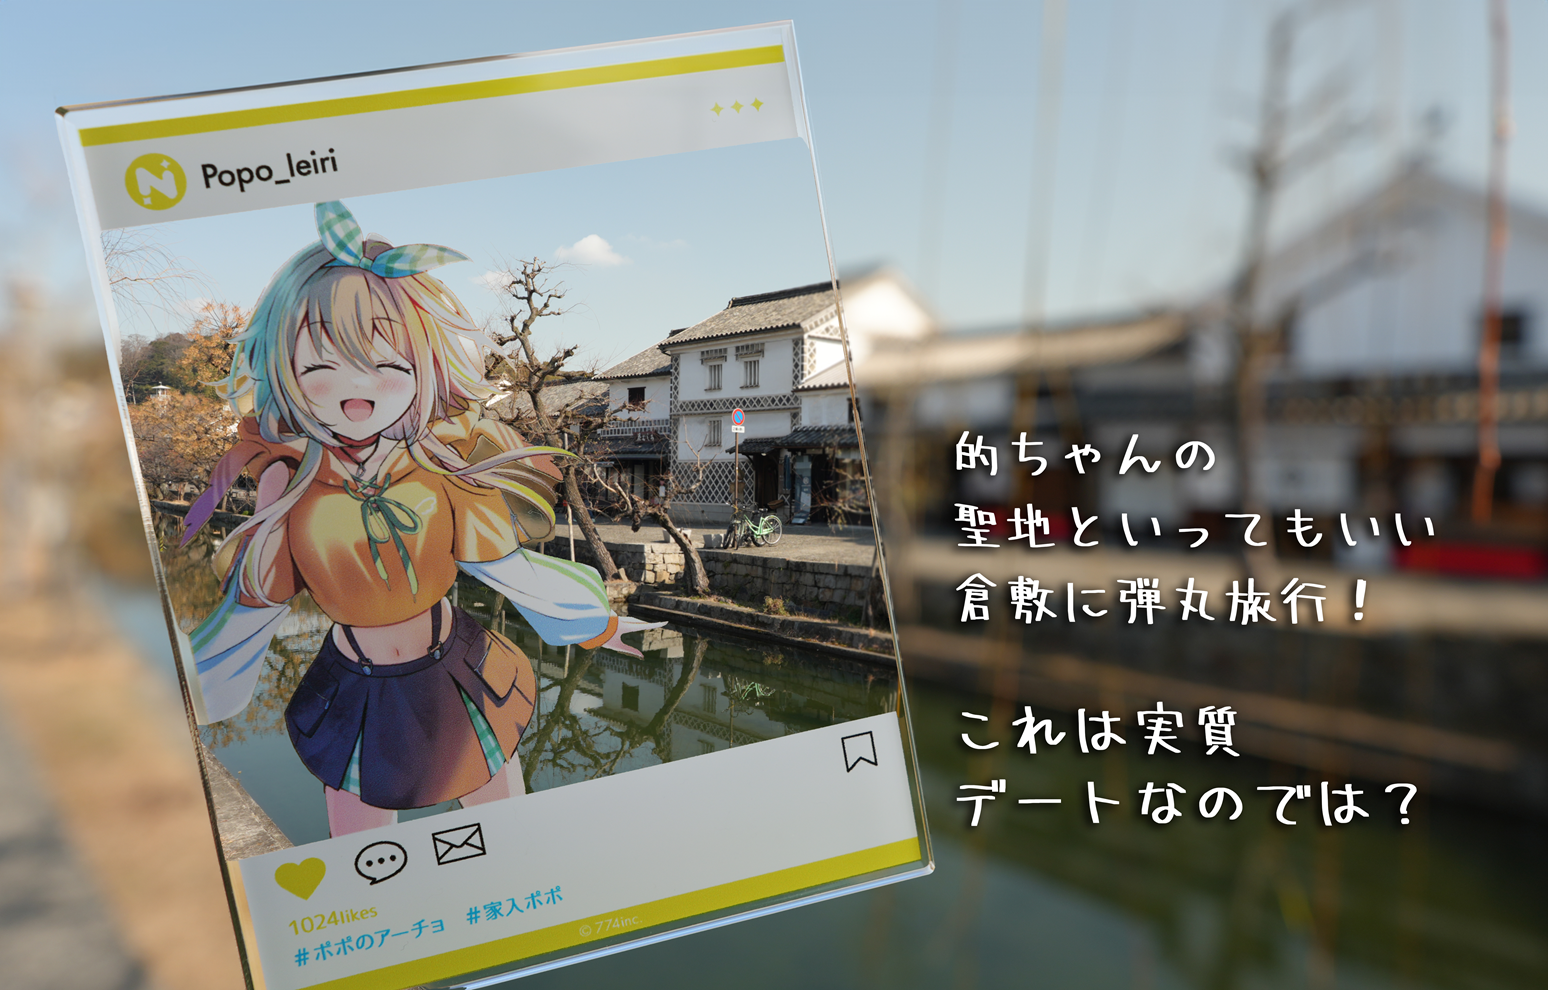 Popo_leiri
1024likes
#ポポのアーチョ #家入ポポ
©774inc.
的ちゃんの
聖地といってもいい
倉敷に弾丸旅行！
これは実質
デートなのでは？